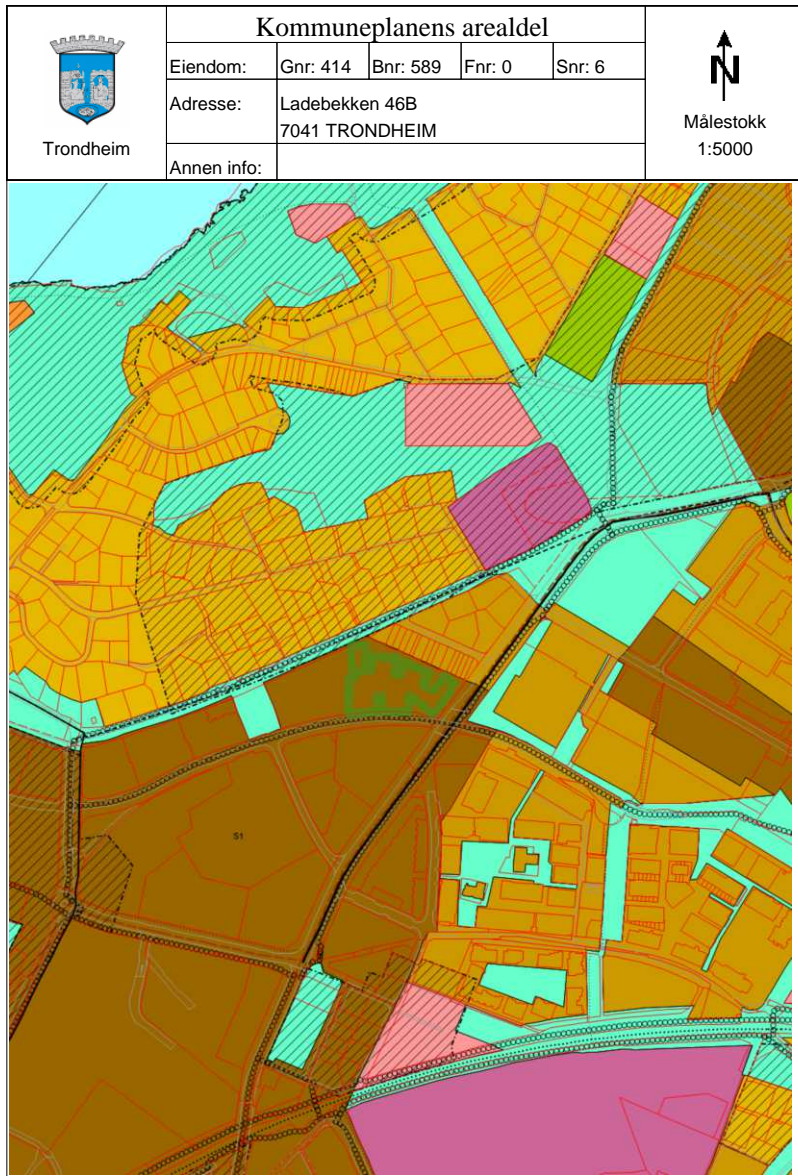 Kommuneplanens arealdel
Eiendom: Gnr: 414 Bnr: 589 Fnr: 0 Snr: 6
Adresse: Ladebekken 46B
7041 TRONDHEIM
Annen info:
Trondheim
N
Målestokk
1:5000
S1